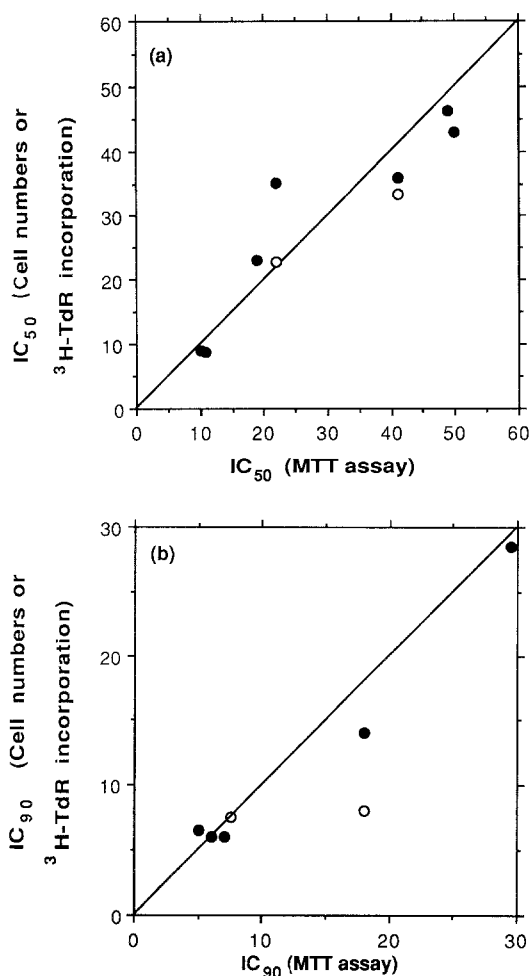 60
50
40
30
20
10
0
(a)
IC50 (Cell numbers or
3H-TdR incorporation)
0 10 20 30 40 50 60
IC50 (MTT assay)
30
20
10
0
(b)
IC90 (Cell numbers or
3H-TdR incorporation)
0 10 20 30
IC90 (MTT assay)